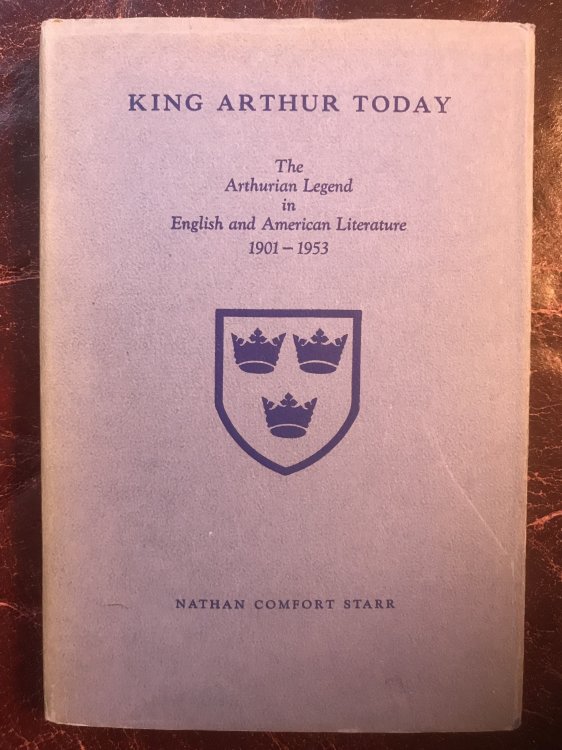 KING ARTHUR TODAY
The
Arthurian Legend
in
English and American Literature
1901 – 1953
NATHAN COMFORT STARR